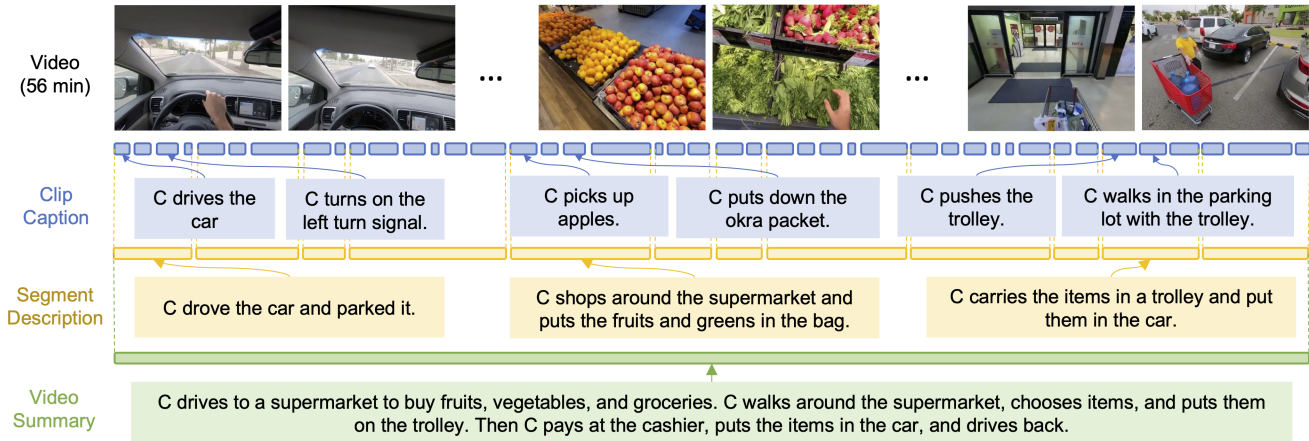 Video
(56 min)
...
...
Clip
Caption
C drives the
car
C turns on the
left turn signal.
C picks up
apples.
C puts down the
okra packet.
C pushes the
trolley.
C walks in the parking
lot with the trolley.
Segment
Description
C drove the car and parked it.
C shops around the supermarket and
puts the fruits and greens in the bag.
C carries the items in a trolley and put
them in the car.
Video
Summary
C drives to a supermarket to buy fruits, vegetables, and groceries. C walks around the supermarket, chooses items, and puts them
on the trolley. Then C pays at the cashier, puts the items in the car, and drives back.